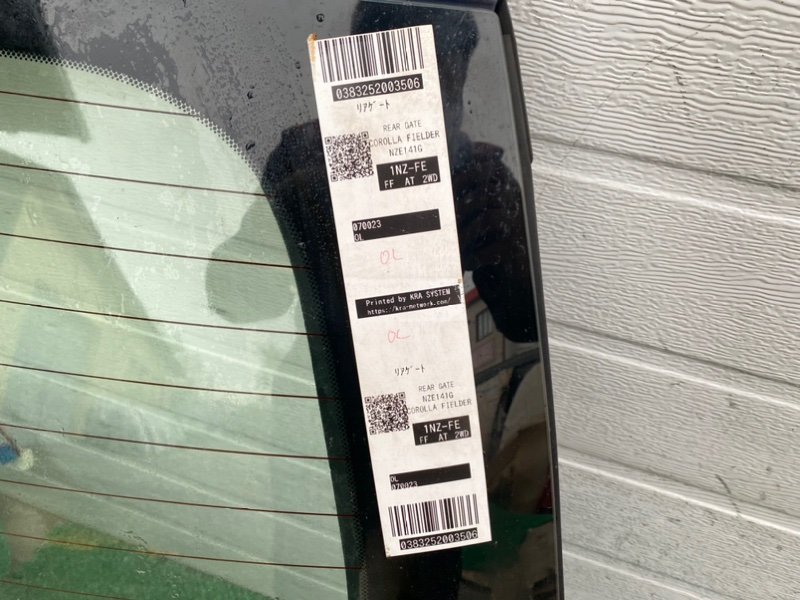 0383252003506
ﾘｱｹﾞｰﾄ
REAR GATE
COROLLA FIELDER
NZE141G
1NZ-FE
FF AT 2WD
070023
OL
OL
Printed by KRA SYSTEM
https://kra-network.com/
OL
ﾘｱｹﾞｰﾄ
REAR GATE
NZE141G
COROLLA FIELDER
1NZ-FE
FF AT 2WD
OL
070023
0383252003506